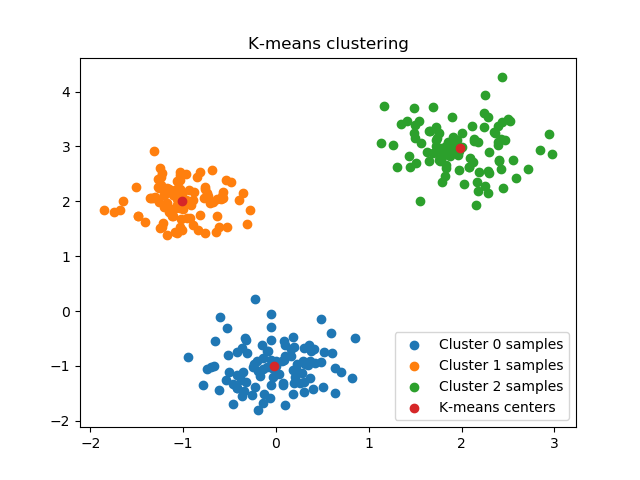 K-means clustering
4
3
2
1
0
−1
−2
−2 −1 0 1 2 3
Cluster 0 samples
Cluster 1 samples
Cluster 2 samples
K-means centers